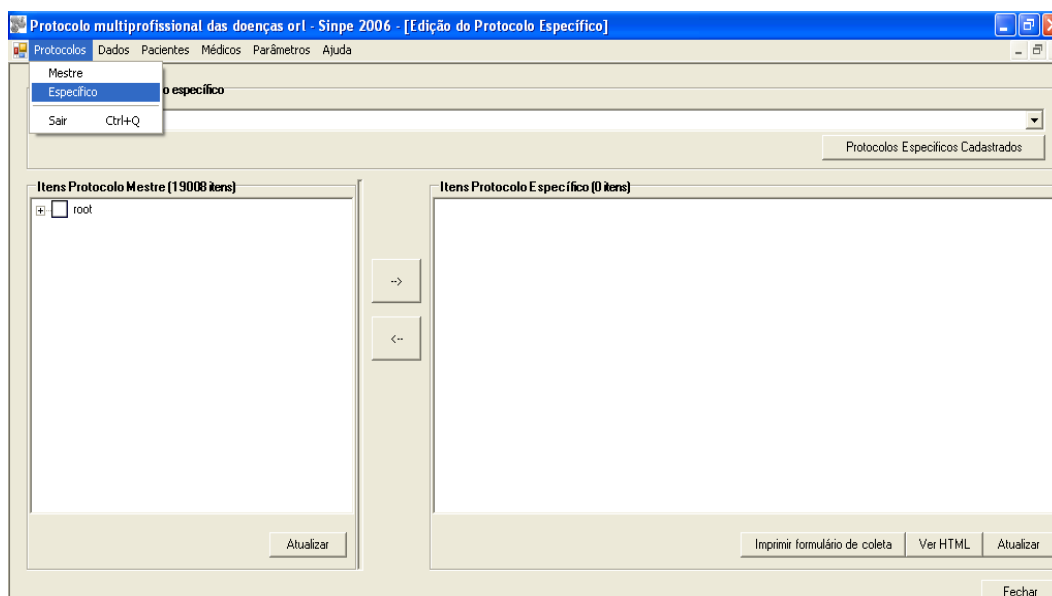 Protocolo multiprofissional das doenças orl - Sinpe 2006 - [Edição do Protocolo Específico]
Protocolos Dados Pacientes Médicos Parâmetros Ajuda
Mestre
Específico
específico
Sair Ctrl+Q
Protocolos Especificos Cadastrados
Itens Protocolo Mestre (19008 itens)
Itens Protocolo Específico (0 itens)
root
-->
<--
Atualizar
Imprimir formulário de coleta
Ver HTML
Atualizar
Fechar